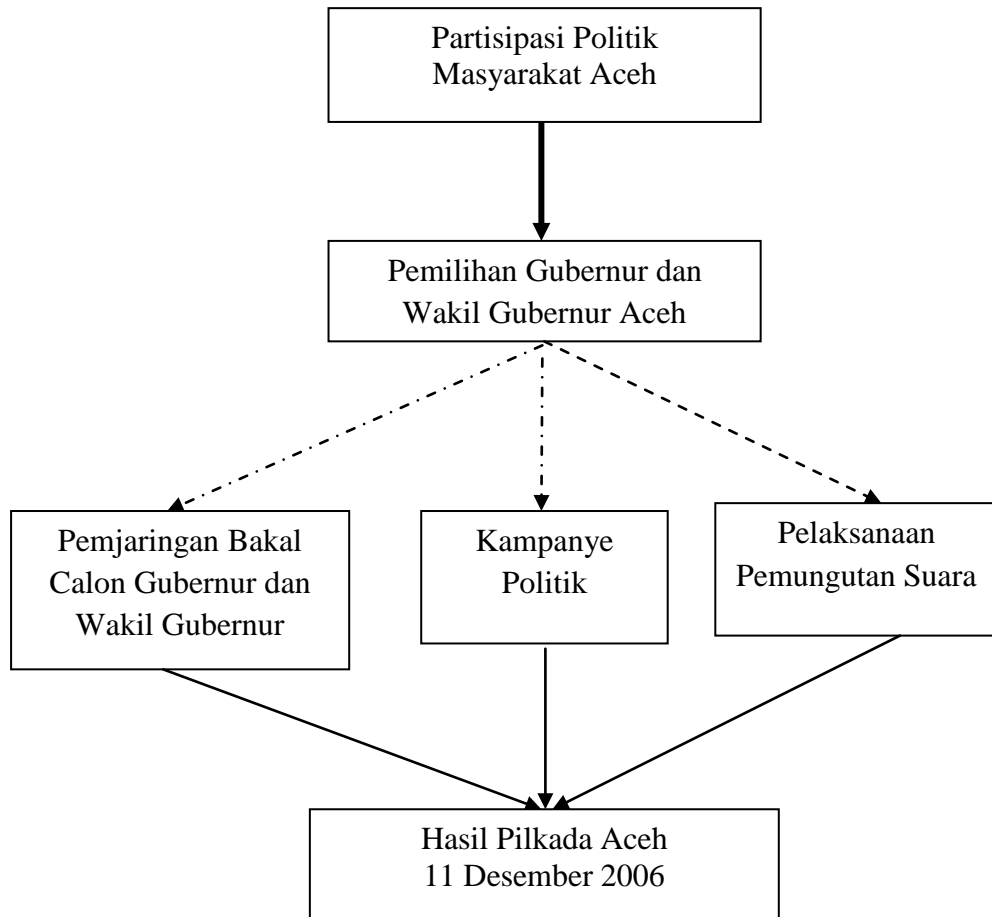 Partisipasi Politik
Masyarakat Aceh
Pemilihan Gubernur dan
Wakil Gubernur Aceh
Pemjaringan Bakal
Calon Gubernur dan
Wakil Gubernur
Kampanye
Politik
Pelaksanaan
Pemungutan Suara
Hasil Pilkada Aceh
11 Desember 2006